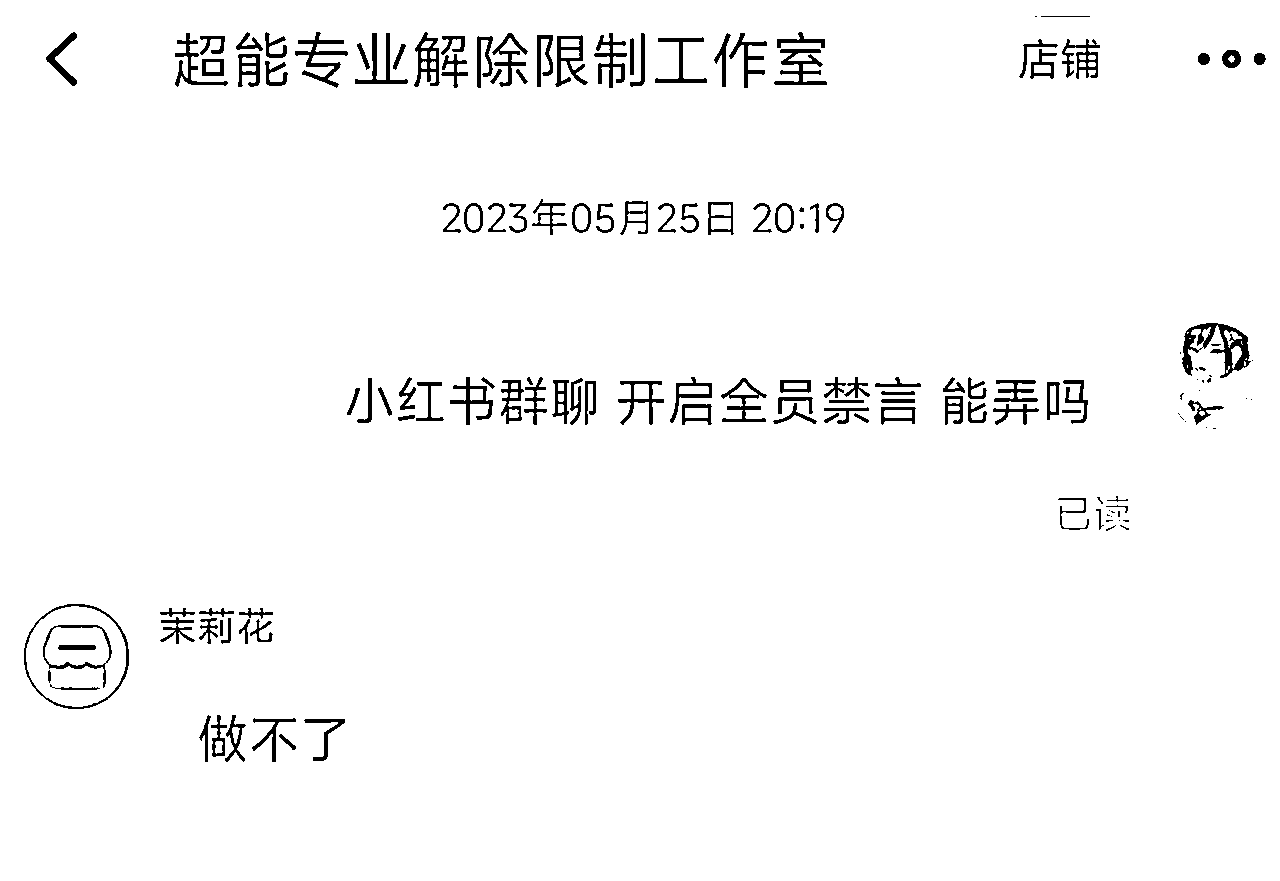 超能专业解除限制工作室 店铺
2023年05月25日 20:19
小红书群聊 开启全员禁言 能弄吗
已读
茉莉花
做不了